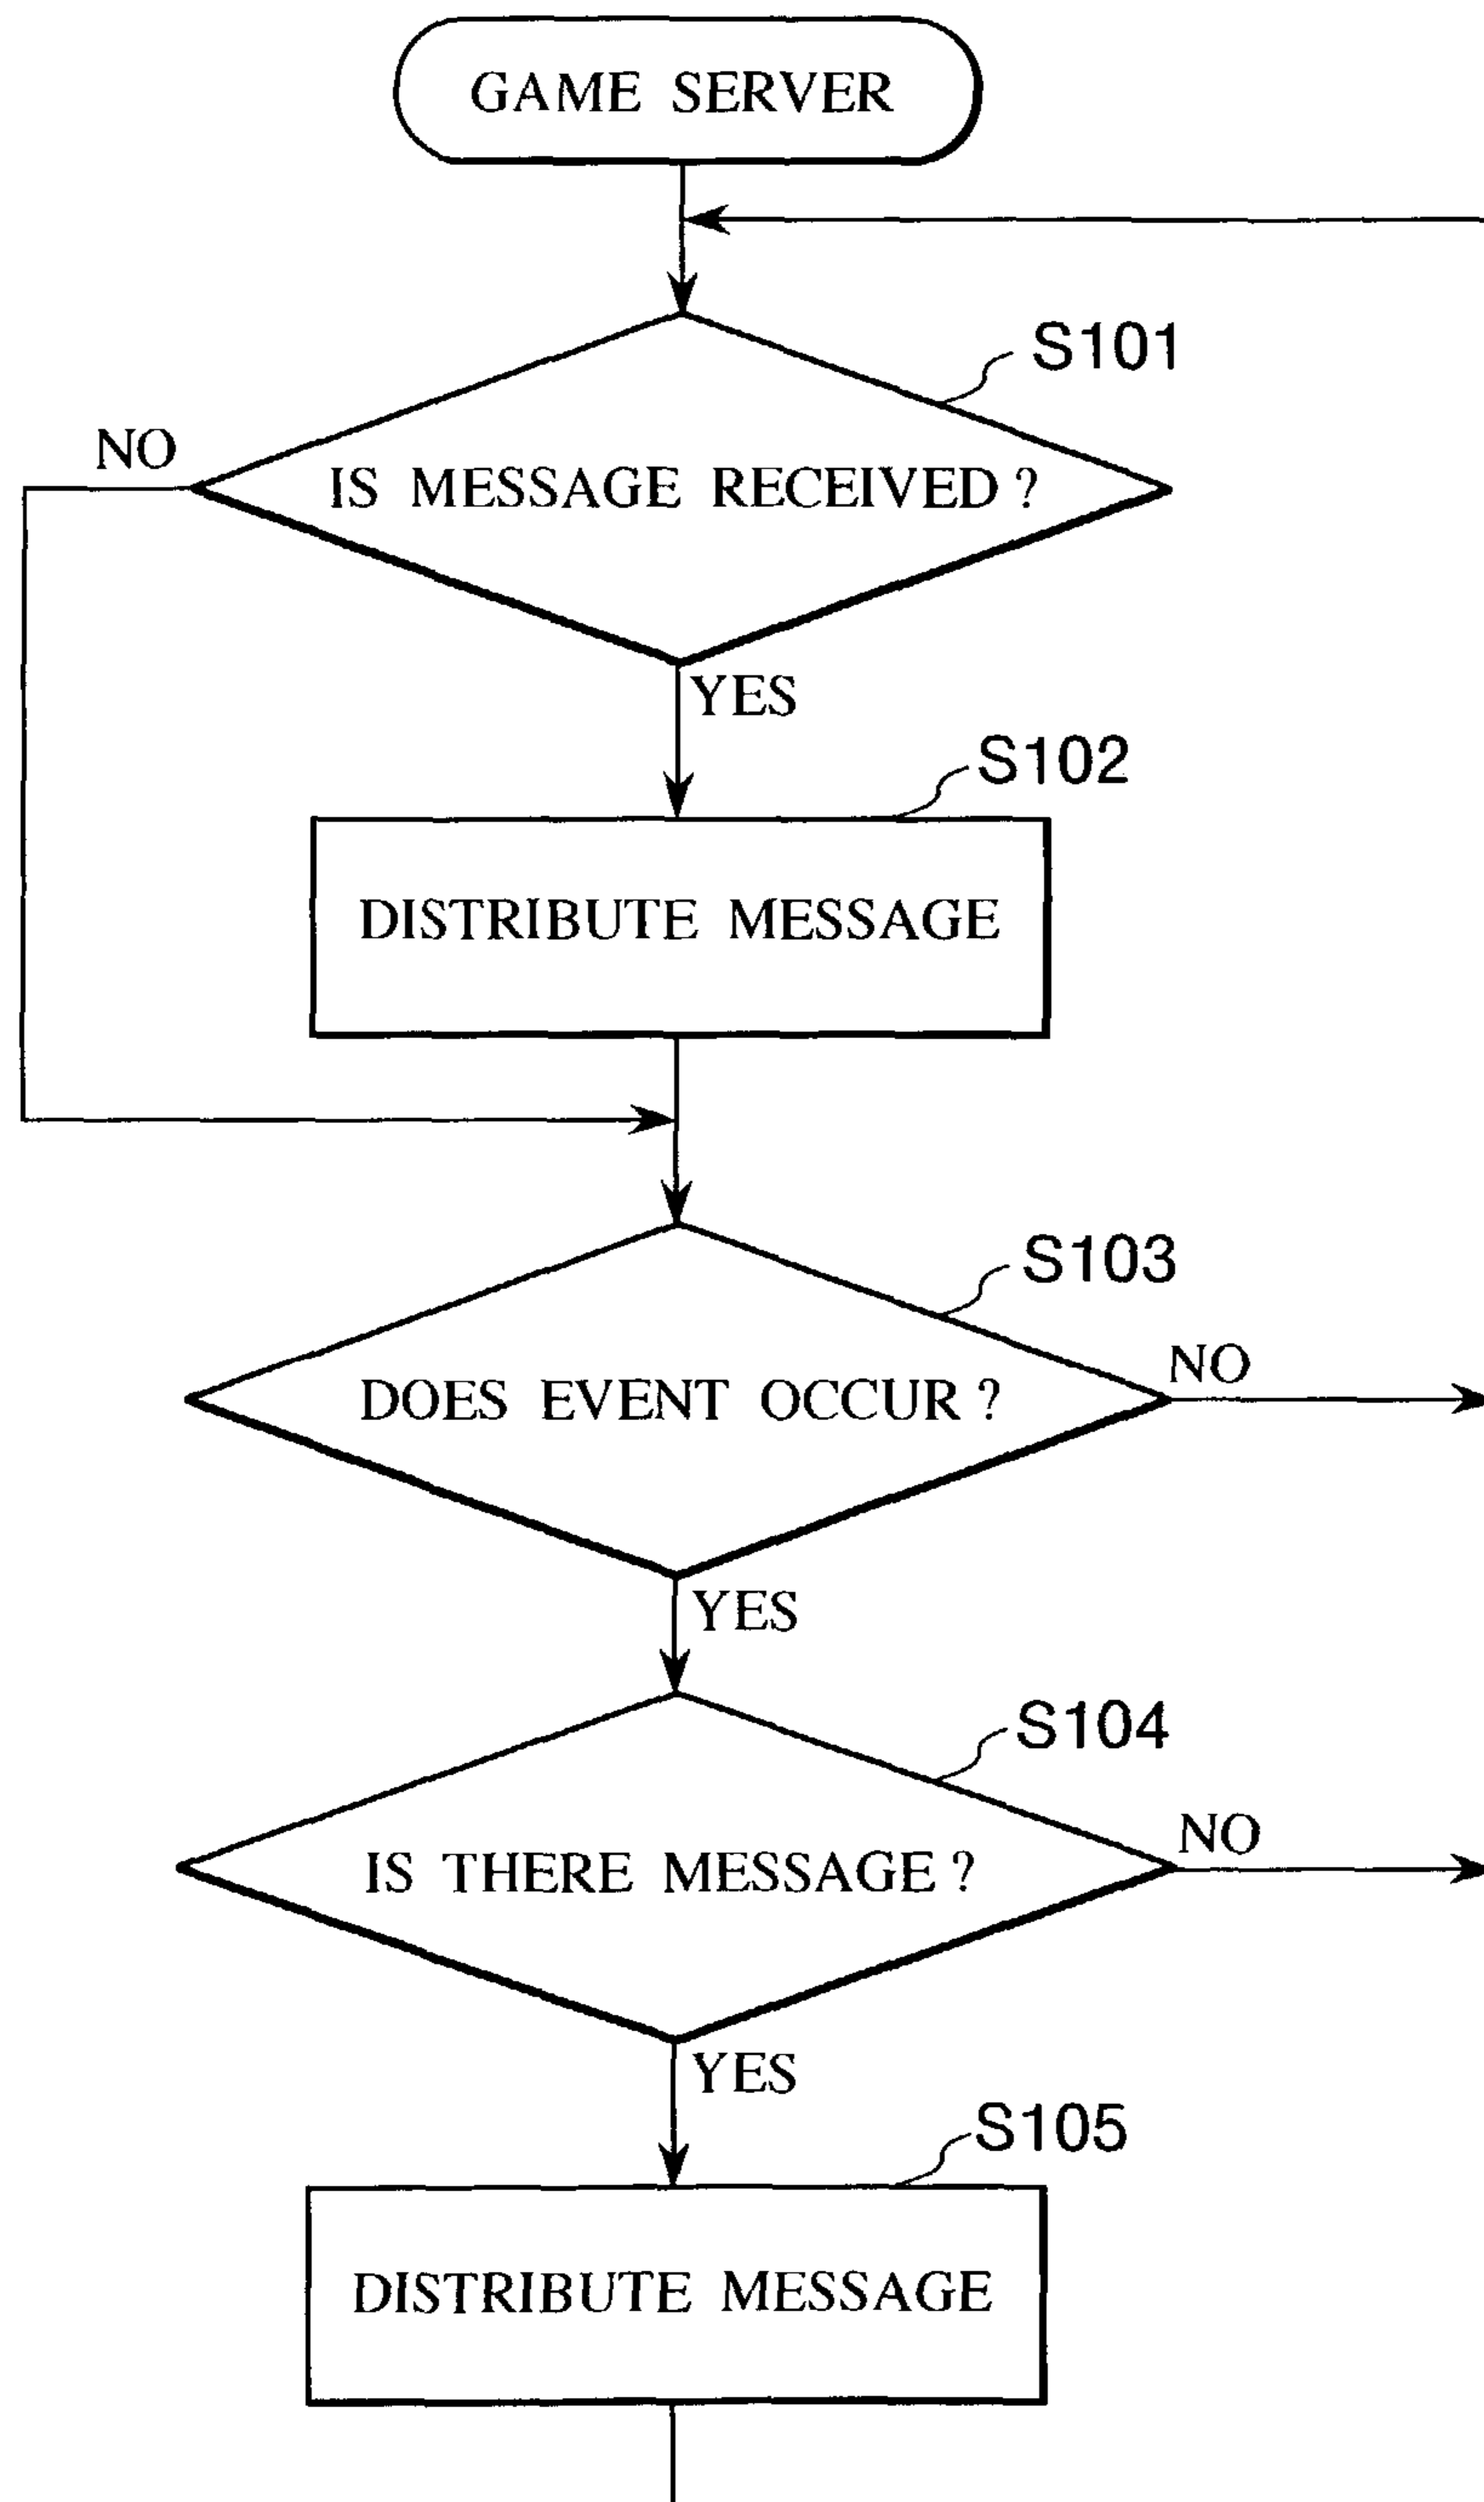 GAME SERVER
S101
NO
IS MESSAGE RECEIVED ?
YES
S102
DISTRIBUTE MESSAGE
S103
NO
DOES EVENT OCCUR ?
YES
S104
NO
IS THERE MESSAGE ?
YES
S105
DISTRIBUTE MESSAGE